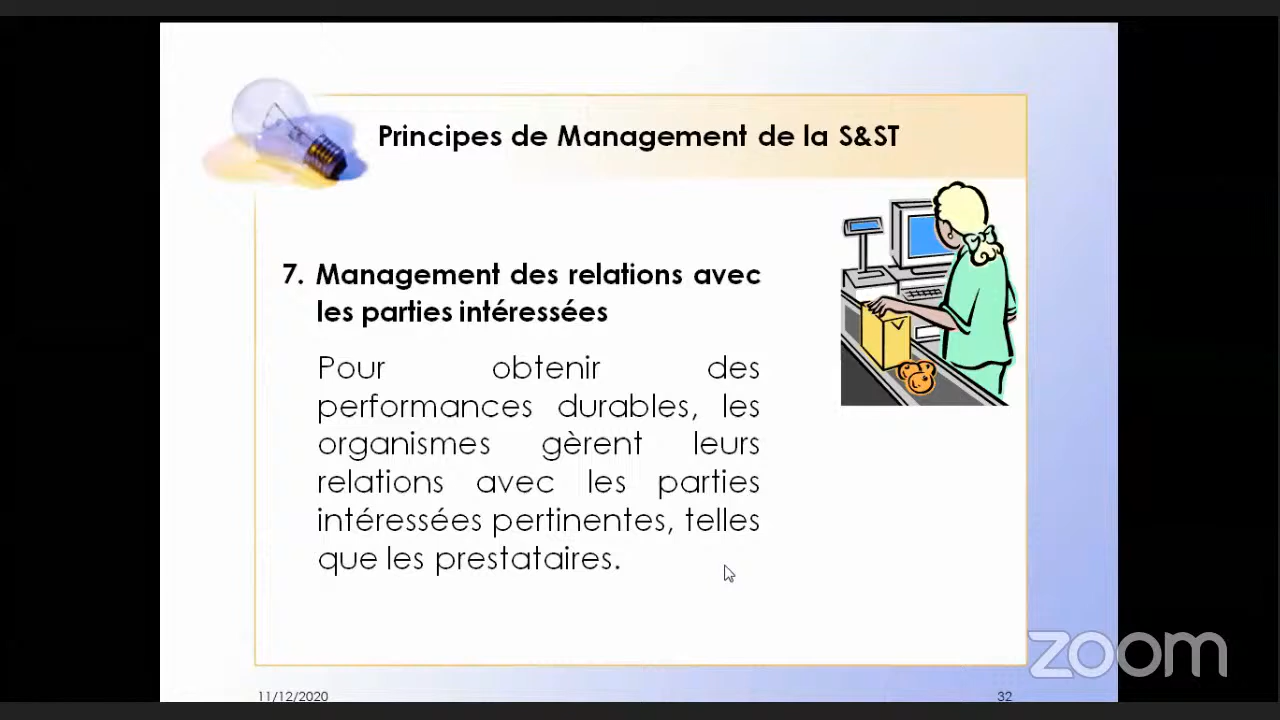 Principes de Management de la S&ST
7. Management des relations avec
les parties intéressées
Pour obtenir des
performances durables, les
organismes gèrent leurs
relations avec les parties
intéressées pertinentes, telles
que les prestataires.
zoom
11/12/2020
32